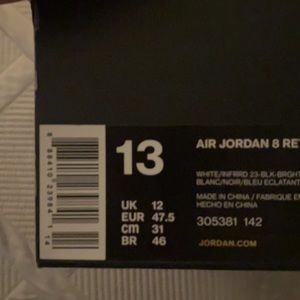 13
AIR JORDAN 8 RET
UK 12
EUR 47.5
cm 31
BR 46
WHITE/INFRRD 23-BLK-BRGHT
BLANC/NOIR/BLEU ECLATANT
MADE IN CHINA / FABRIQUE EN
HECHO EN CHINA
305381 142
JORDAN.COM